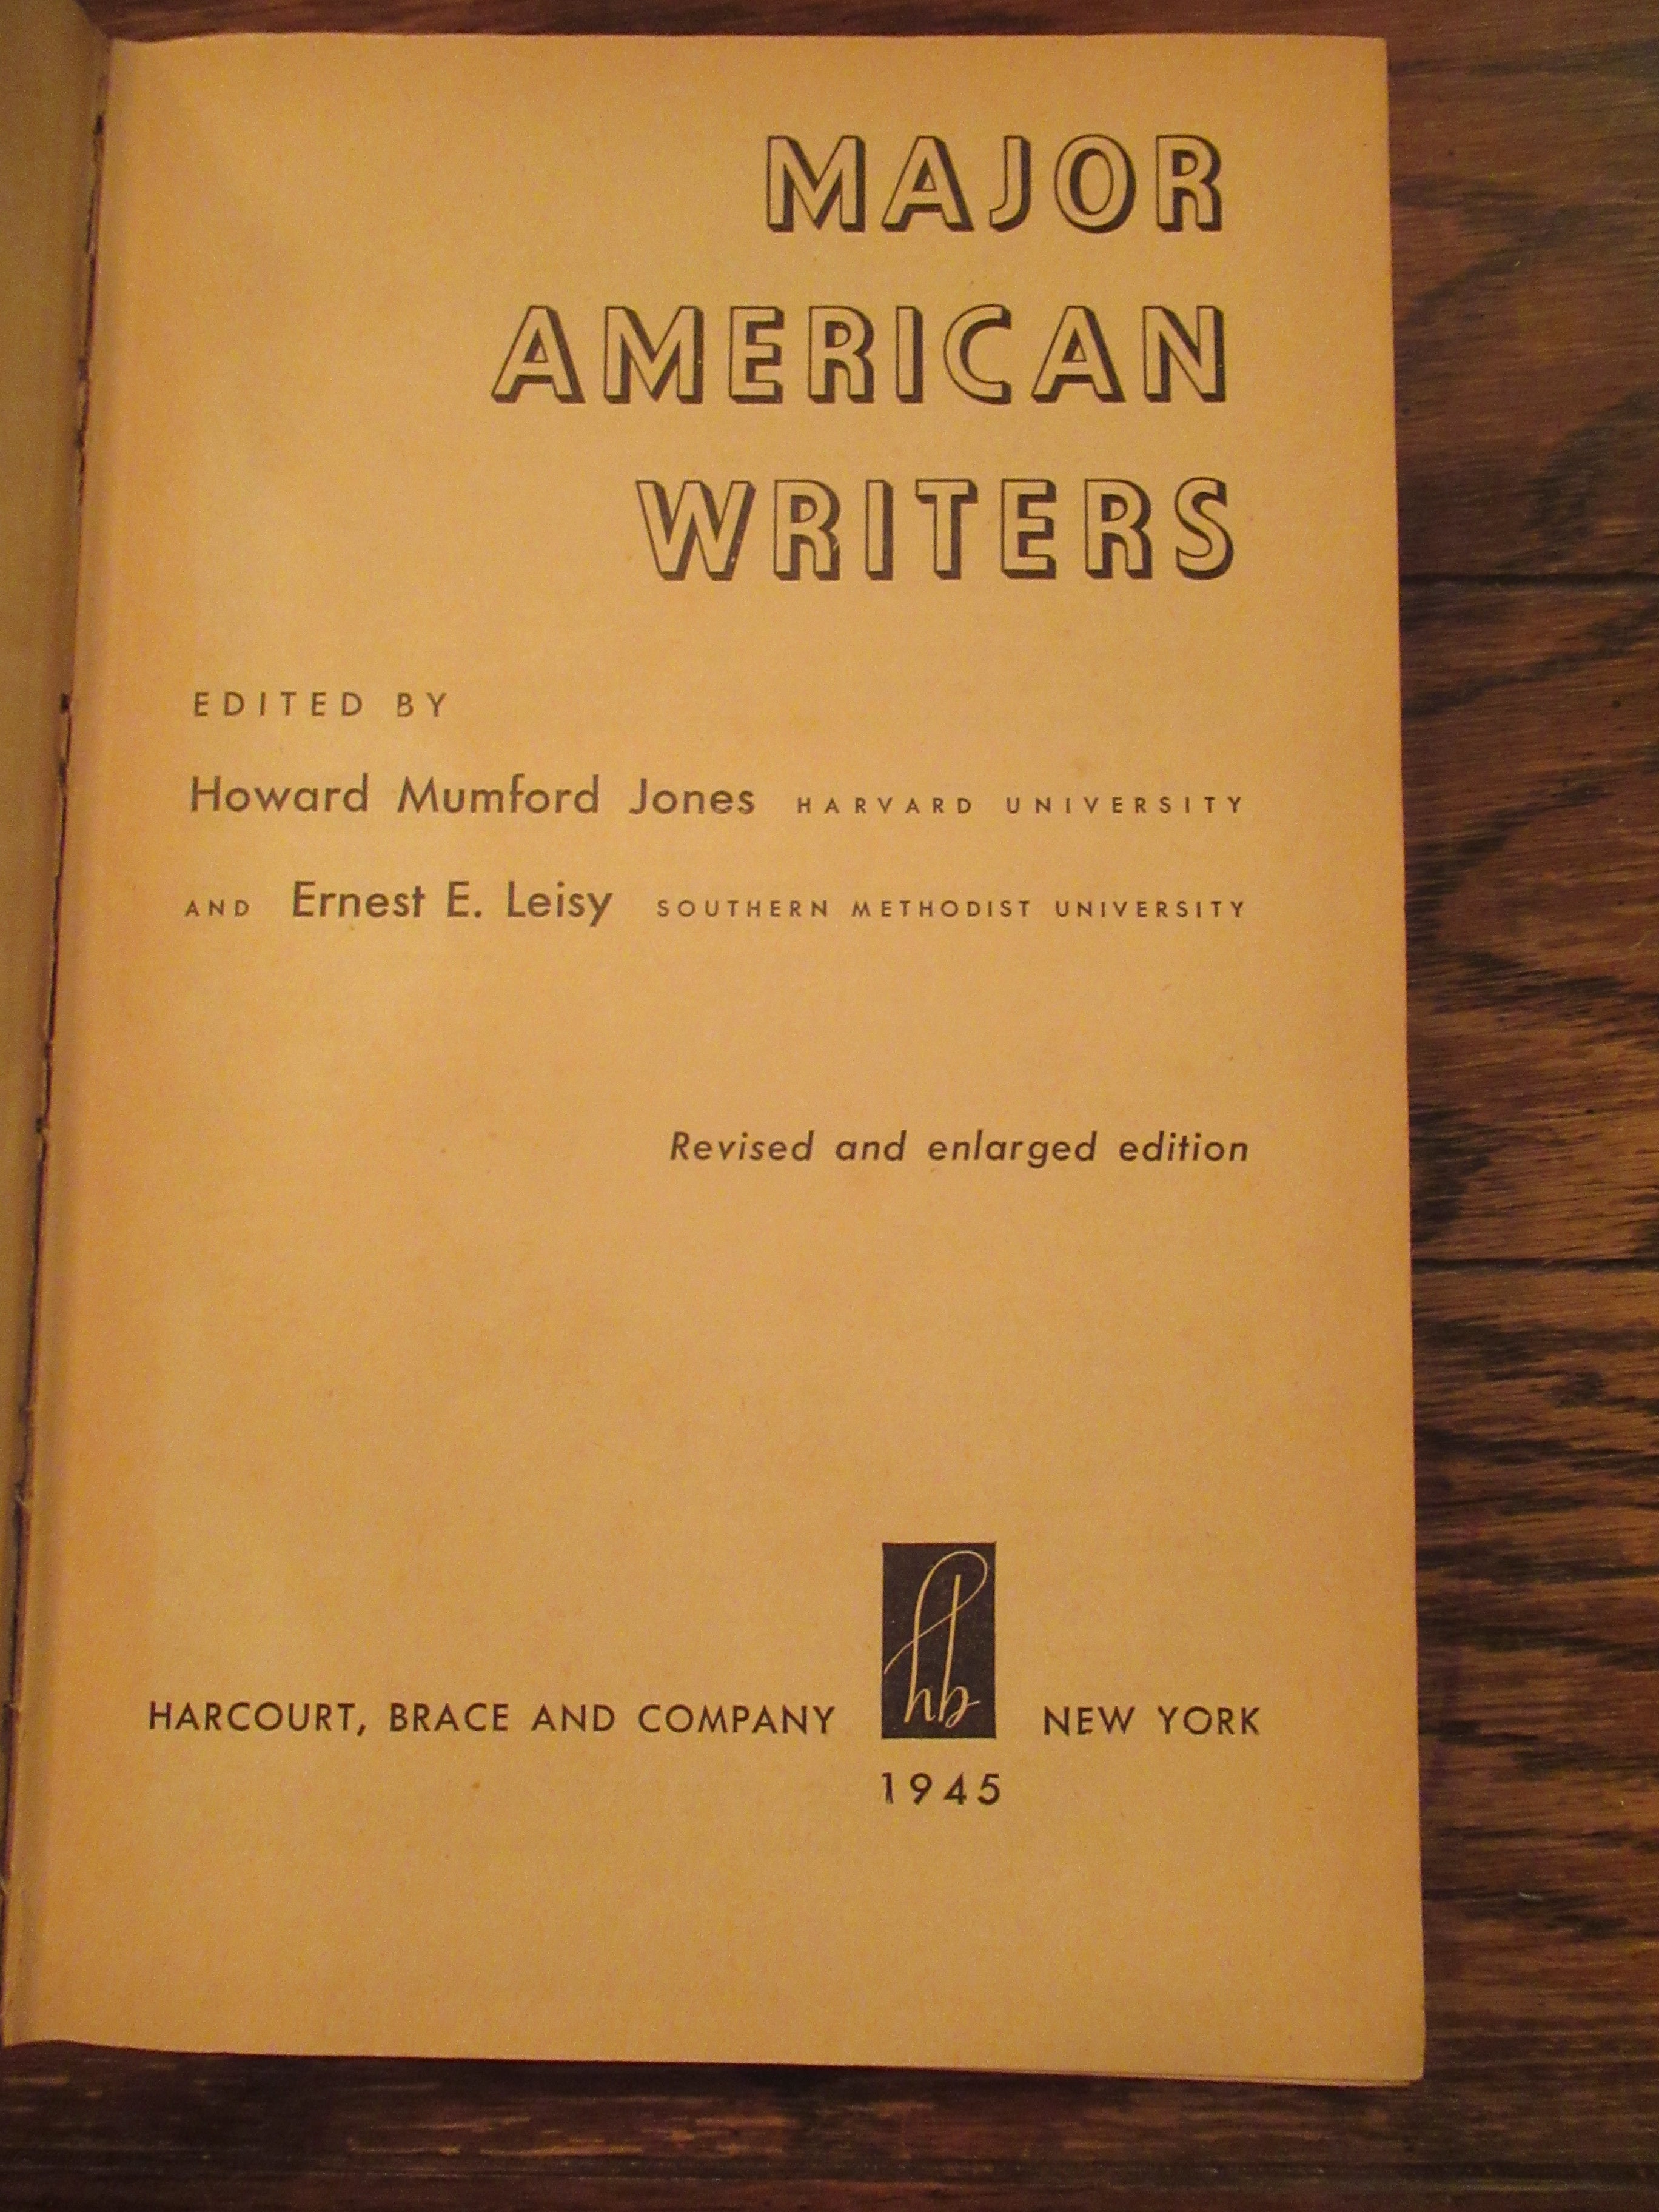 MAJOR
AMERICAN
WRITERS
EDITED BY
Howard Mumford Jones HARVARD UNIVERSITY
AND Ernest E. Leisy SOUTHERN METHODIST UNIVERSITY
Revised and enlarged edition
hb
HARCOURT, BRACE AND COMPANY NEW YORK
1945